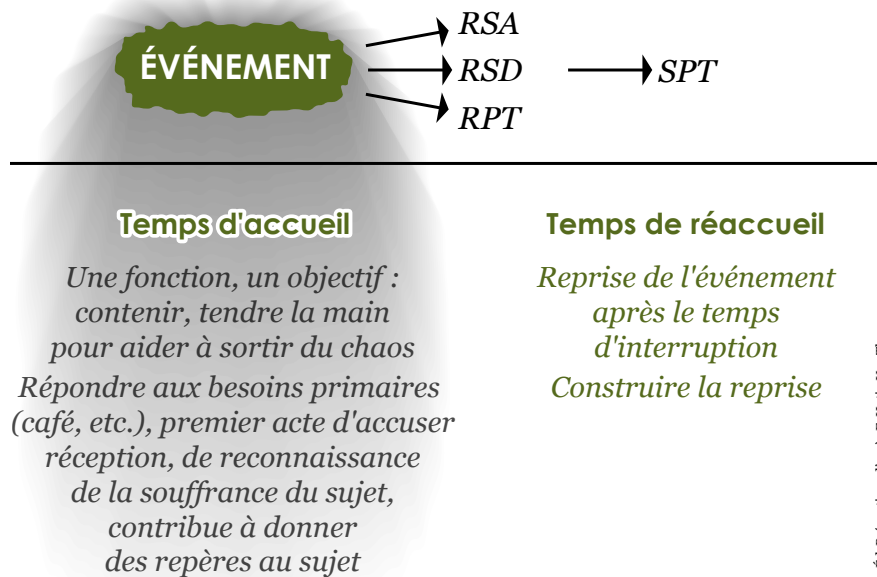 ÉVÉNEMENT
RSA
RSD
SPT
RPT
Temps d'accueil
Une fonction, un objectif :
contenir, tendre la main
pour aider à sortir du chaos
Répondre aux besoins primaires
(café, etc.), premier acte d'accuser
réception, de reconnaissance
de la souffrance du sujet,
contribue à donner
des repères au sujet
Temps de réaccueil
Reprise de l'événement
après le temps
d'interruption
Construire la reprise